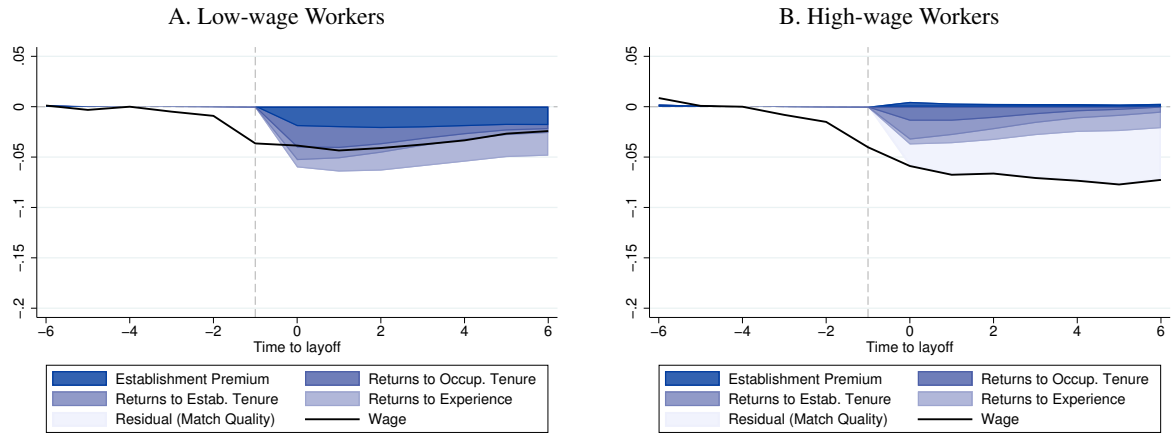 A. Low-wage Workers
.05
0
-.05
-.1
-.15
-.2
-6
-4
-2
0
2
4
6
Time to layoff
Establishment Premium
Returns to Occup. Tenure
Returns to Estab. Tenure
Returns to Experience
Residual (Match Quality)
Wage
B. High-wage Workers
.05
0
-.05
-.1
-.15
-.2
-6
-4
-2
0
2
4
6
Time to layoff
Establishment Premium
Returns to Occup. Tenure
Returns to Estab. Tenure
Returns to Experience
Residual (Match Quality)
Wage